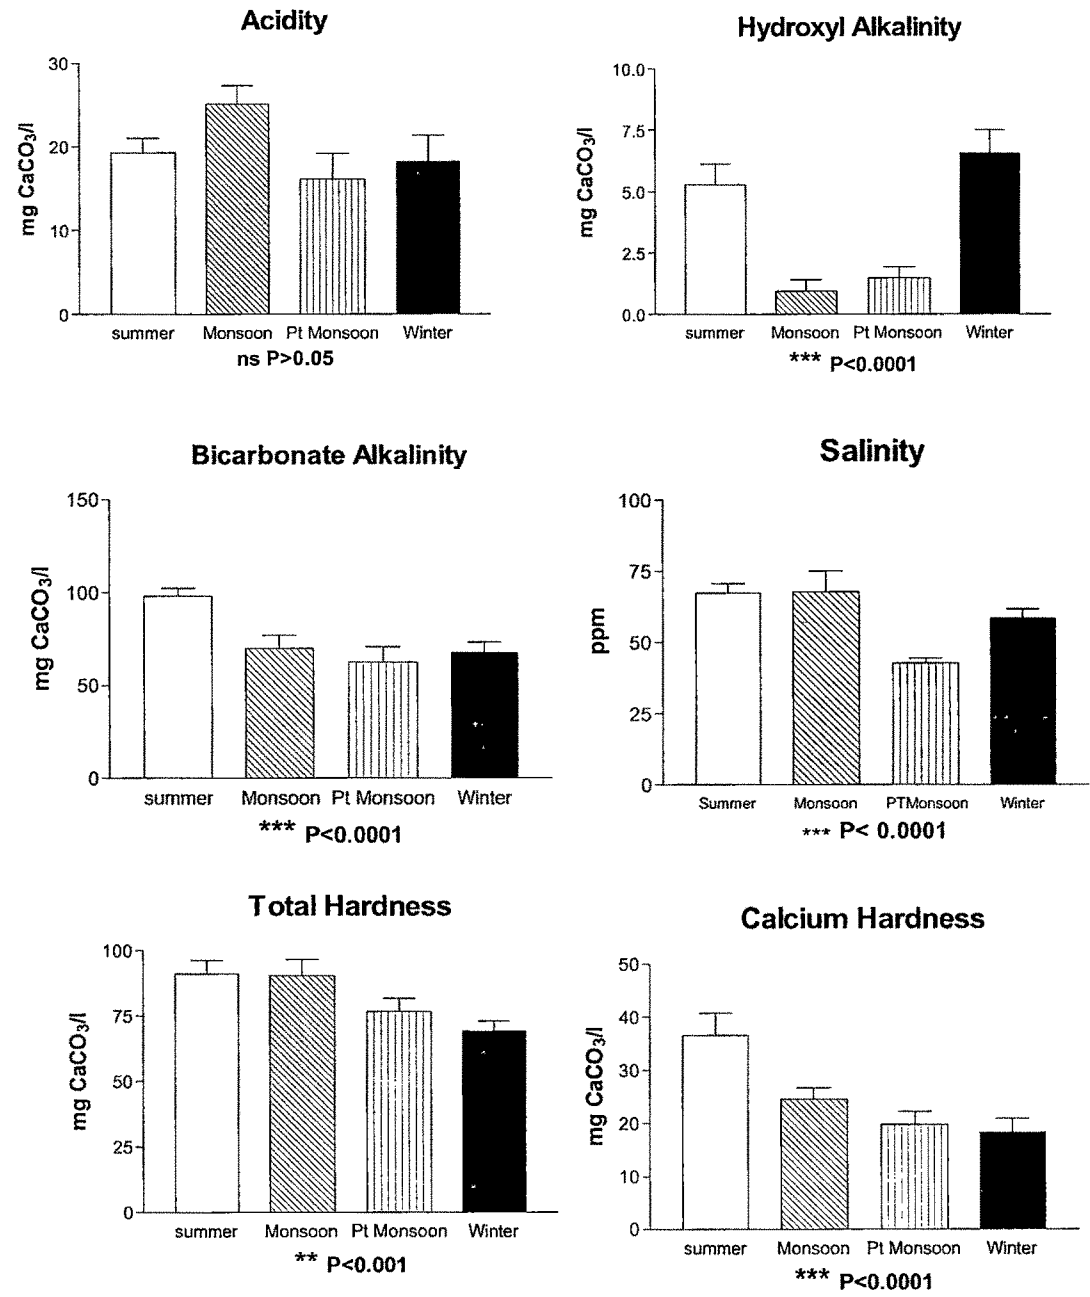 Acidity
mg CaCO3/l
30
20
10
0
summer Monsoon Pt Monsoon Winter
ns P>0.05
Hydroxyl Alkalinity
mg CaCO3/l
10.0
7.5
5.0
2.5
0.0
summer Monsoon Pt Monsoon Winter
*** P<0.0001
Bicarbonate Alkalinity
mg CaCO3/l
150
100
50
0
summer Monsoon Pt Monsoon Winter
*** P<0.0001
Salinity
ppm
100
75
50
25
0
Summer Monsoon PTMonsoon Winter
*** P< 0.0001
Total Hardness
mg CaCO3/l
100
75
50
25
0
summer Monsoon Pt Monsoon Winter
** P<0.001
Calcium Hardness
mg CaCO3/l
50
40
30
20
10
0
summer Monsoon Pt Monsoon Winter
*** P<0.0001